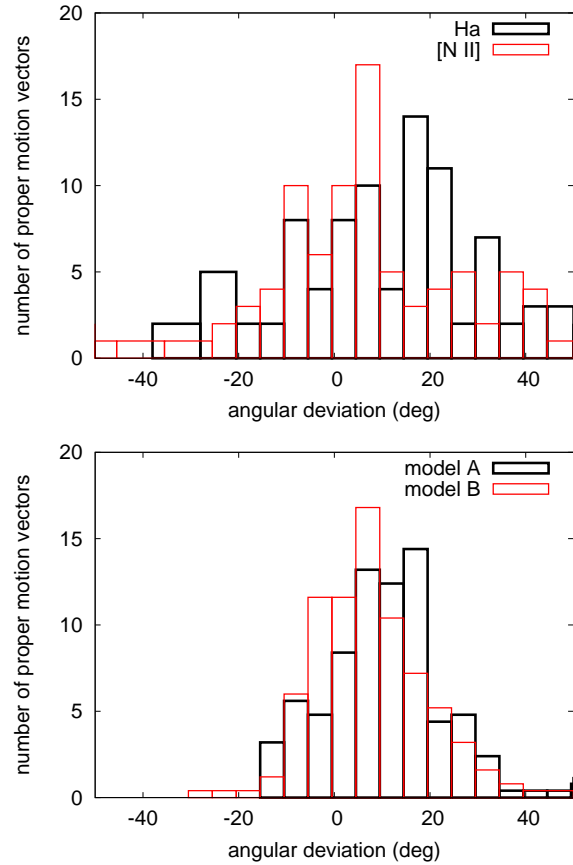 Ha
[N II]
number of proper motion vectors
20
15
10
5
0
-40
-20
0
20
40
angular deviation (deg)
model A
model B
number of proper motion vectors
20
15
10
5
0
-40
-20
0
20
40
angular deviation (deg)